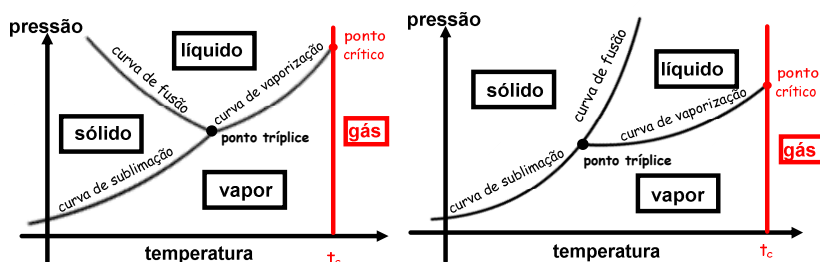 pressão
líquido
ponto
crítico
curva de fusão
curva de vaporização
sólido
ponto tríplice
gás
curva de sublimação
vapor
temperatura
tc
pressão
sólido
curva de fusão
líquido
ponto
crítico
curva de vaporização
ponto tríplice
gás
curva de sublimação
vapor
temperatura
tc